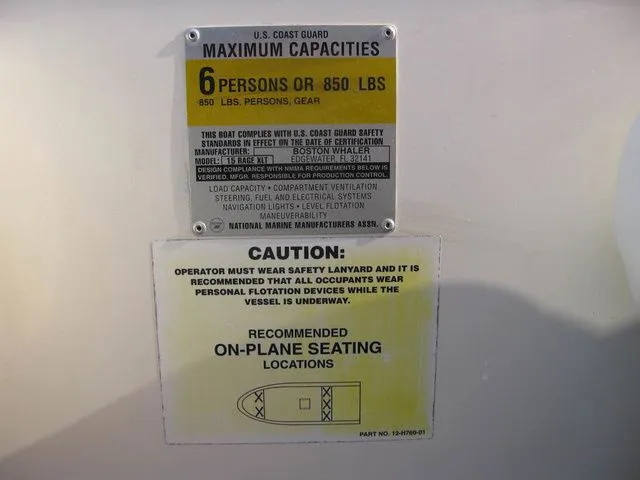 U.S. COAST GUARD
MAXIMUM CAPACITIES
6 PERSONS OR 850 LBS
850 LBS. PERSONS, GEAR
THIS BOAT COMPLIES WITH U.S. COAST GUARD SAFETY
STANDARDS IN EFFECT ON THE DATE OF CERTIFICATION
MANUFACTURER: BOSTON WHALER
MODEL: 15 RAGE XLT EDGEWATER, FL 32141
DESIGN COMPLIANCE WITH NMMA REQUIREMENTS BELOW IS
VERIFIED. MFGR. RESPONSIBLE FOR PRODUCTION CONTROL
LOAD CAPACITY • COMPARTMENT VENTILATION
STEERING, FUEL AND ELECTRICAL SYSTEMS
NAVIGATION LIGHTS • LEVEL FLOTATION
MANEUVERABILITY
NATIONAL MARINE MANUFACTURERS ASSN.
CAUTION:
OPERATOR MUST WEAR SAFETY LANYARD AND IT IS
RECOMMENDED THAT ALL OCCUPANTS WEAR
PERSONAL FLOTATION DEVICES WHILE THE
VESSEL IS UNDERWAY.
RECOMMENDED
ON-PLANE SEATING
LOCATIONS
PART NO. 12-H760-01